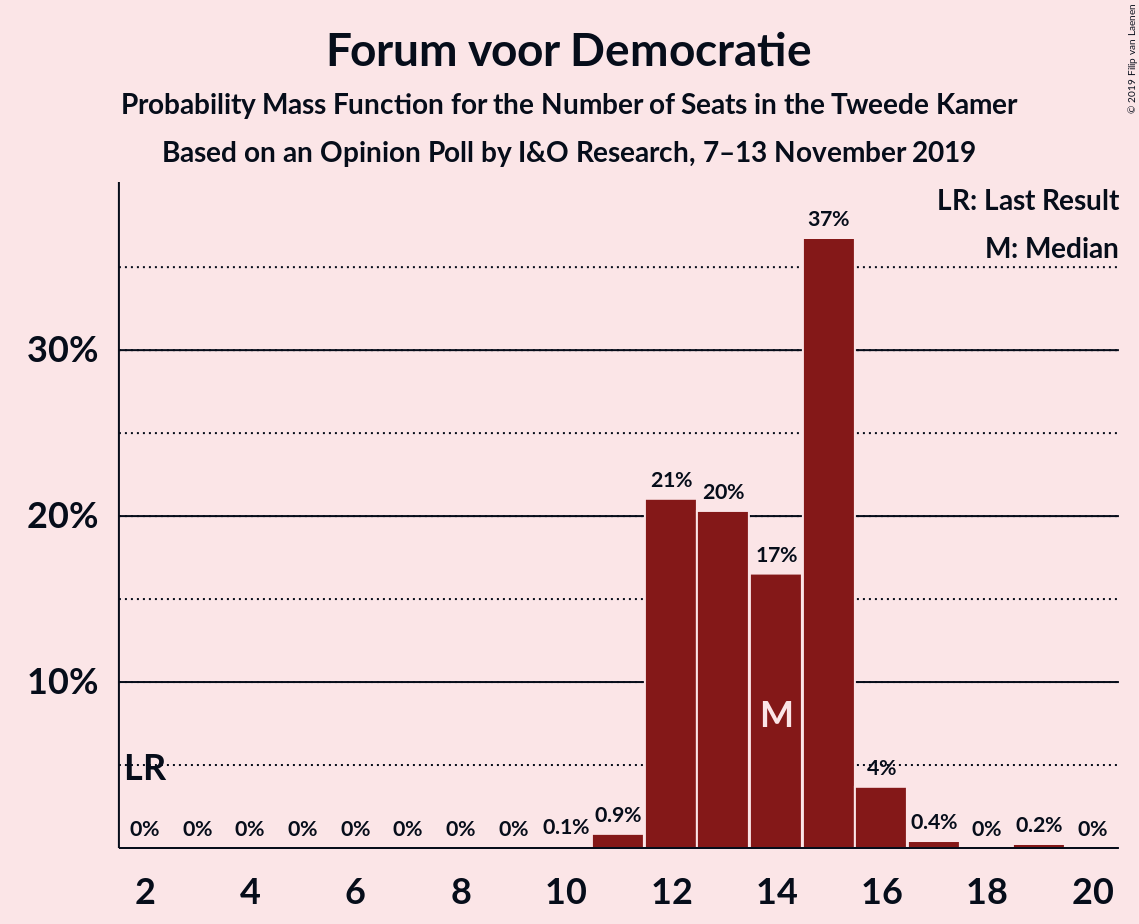 Forum voor Democratie
Probability Mass Function for the Number of Seats in the Tweede Kamer
Based on an Opinion Poll by I&O Research, 7–13 November 2019
© 2019 Filip van Laenen
LR: Last Result
M: Median
37%
30%
21%
20%
20%
17%
10%
M
LR
4%
0%
0%
0%
0%
0%
0%
0%
0%
0.1%
0.9%
0.4%
0%
0.2%
0%
2 4 6 8 10 12 14 16 18 20